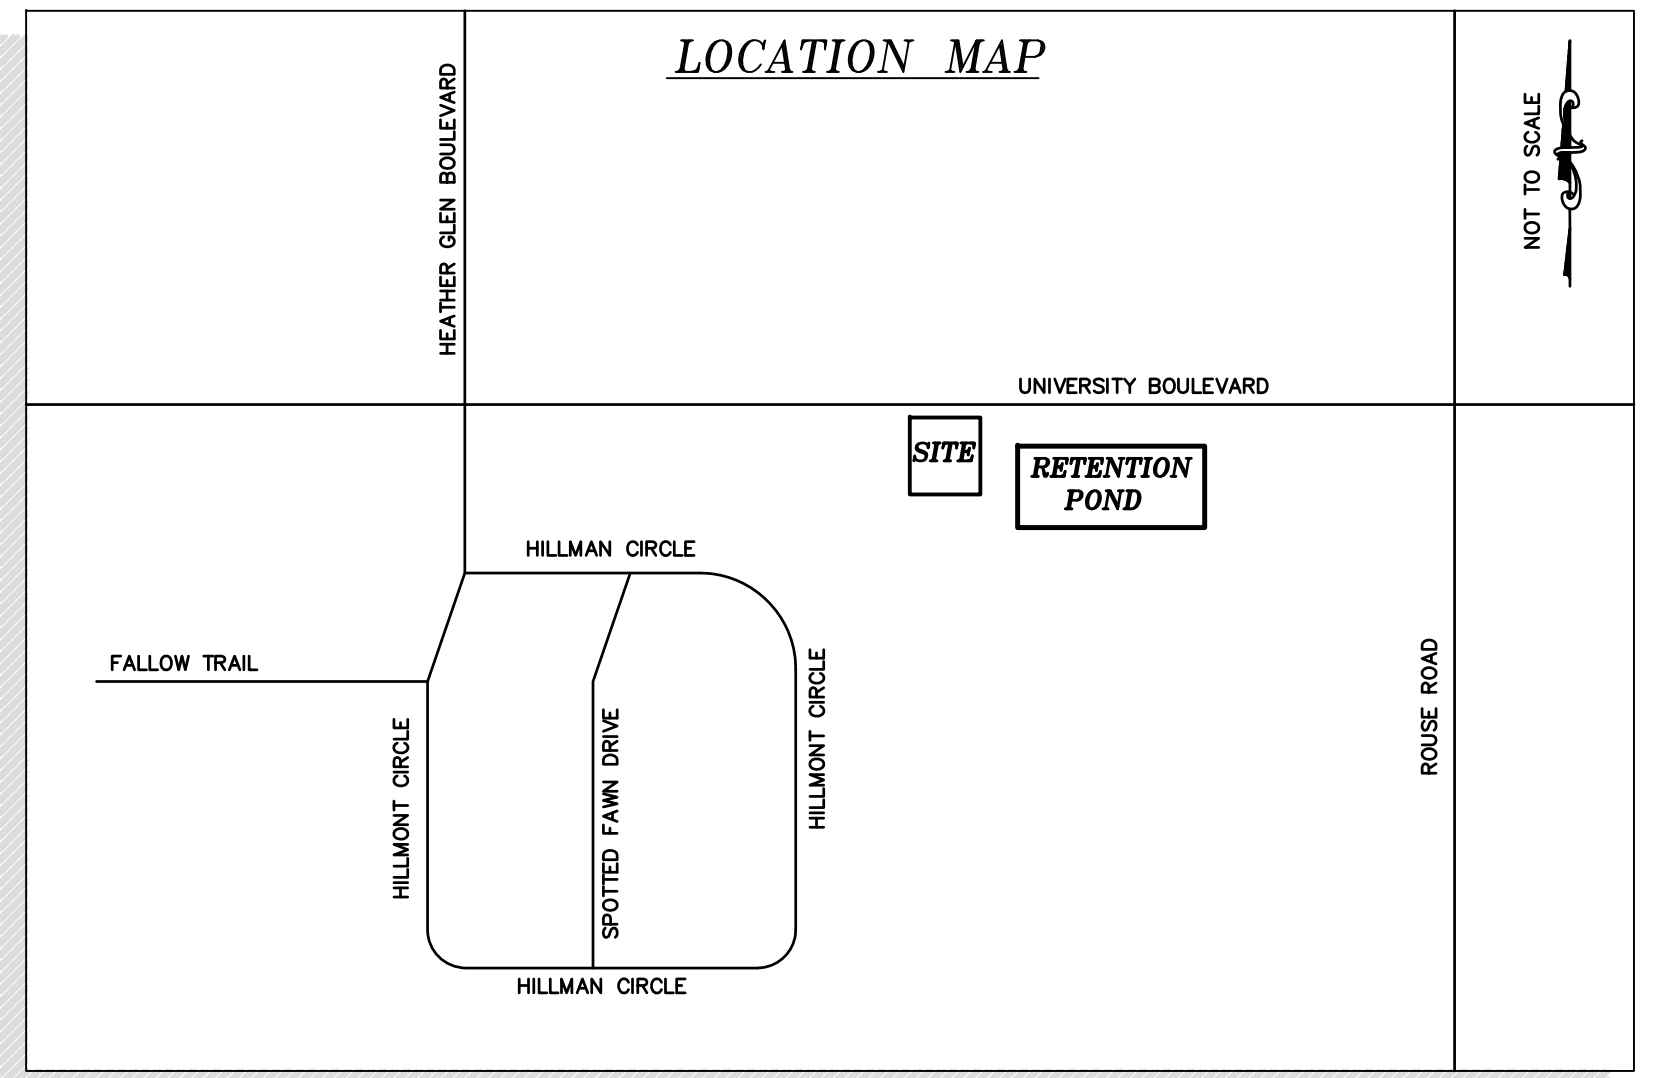 LOCATION MAP
HEATHER GLEN BOULEVARD
NOT TO SCALE
UNIVERSITY BOULEVARD
SITE
RETENTION
POND
HILLMAN CIRCLE
FALLOW TRAIL
HILLMONT CIRCLE
SPOTTED FAWN DRIVE
HILLMONT CIRCLE
ROUSE ROAD
HILLMAN CIRCLE